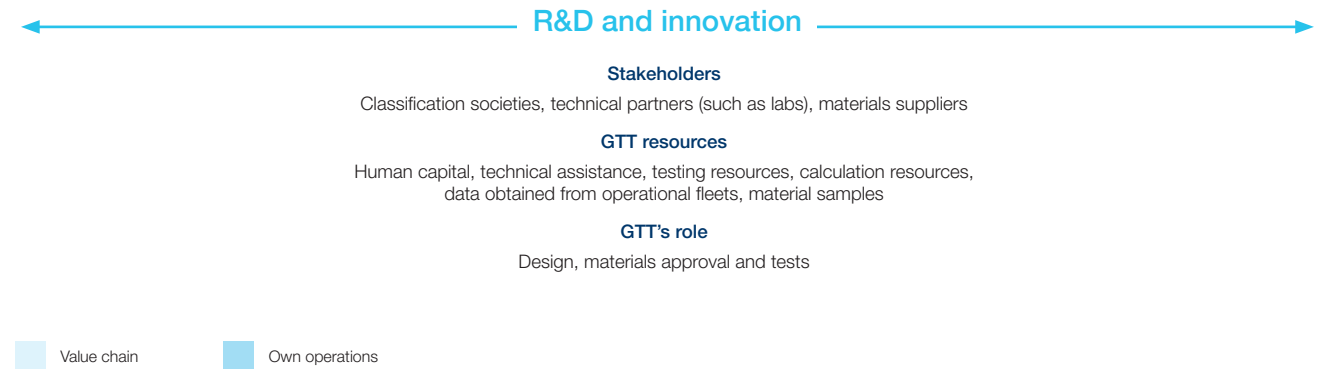 R&D and innovation
Stakeholders
Classification societies, technical partners (such as labs), materials suppliers
GTT resources
Human capital, technical assistance, testing resources, calculation resources,
data obtained from operational fleets, material samples
GTT's role
Design, materials approval and tests
Value chain
Own operations